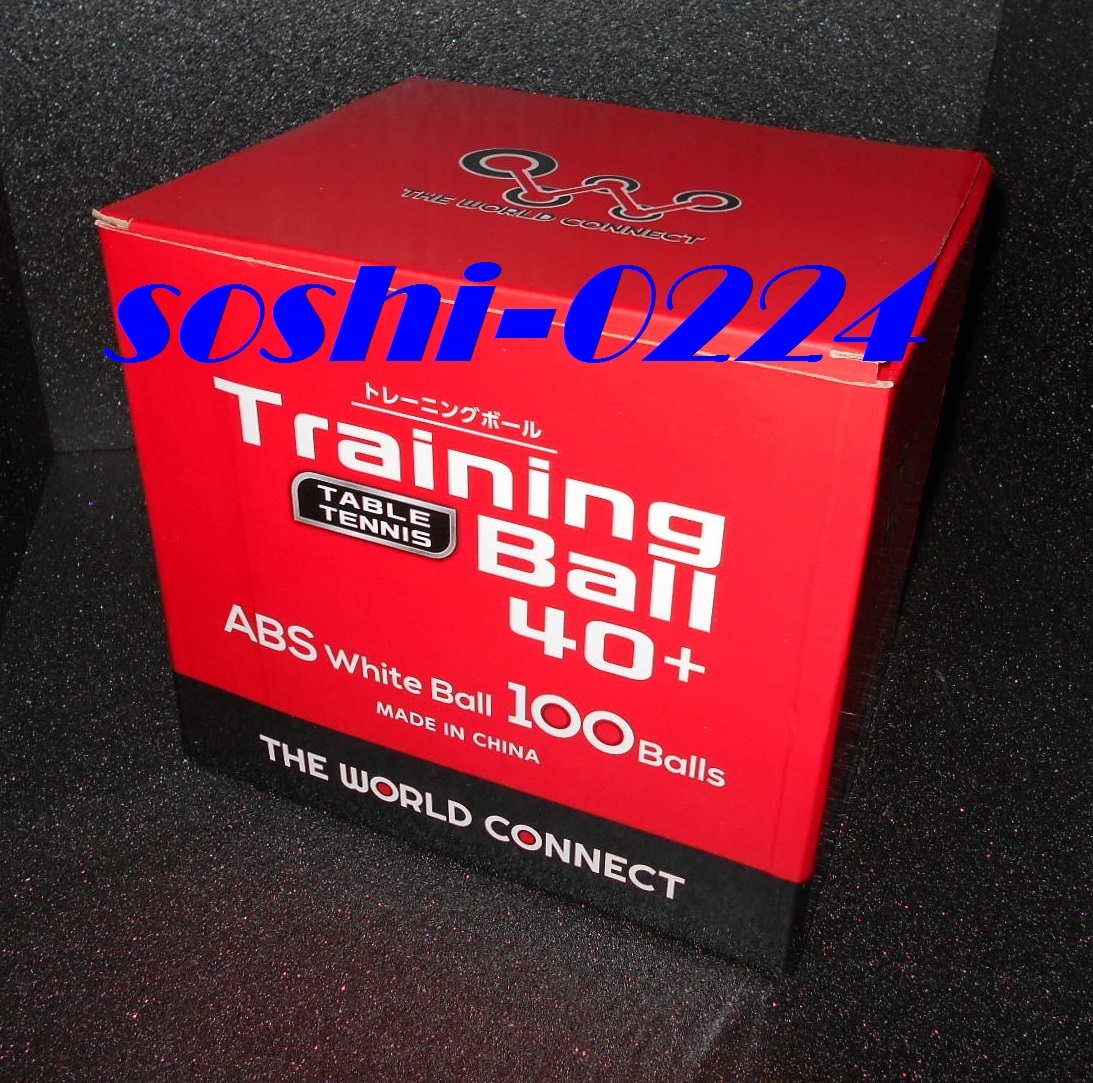 THE WORLD CONNECT
soshi-0224
トレーニングボール
Training
TABLE
TENNIS
Ball
40+
ABS White Ball 100 Balls
MADE IN CHINA
THE WORLD CONNECT